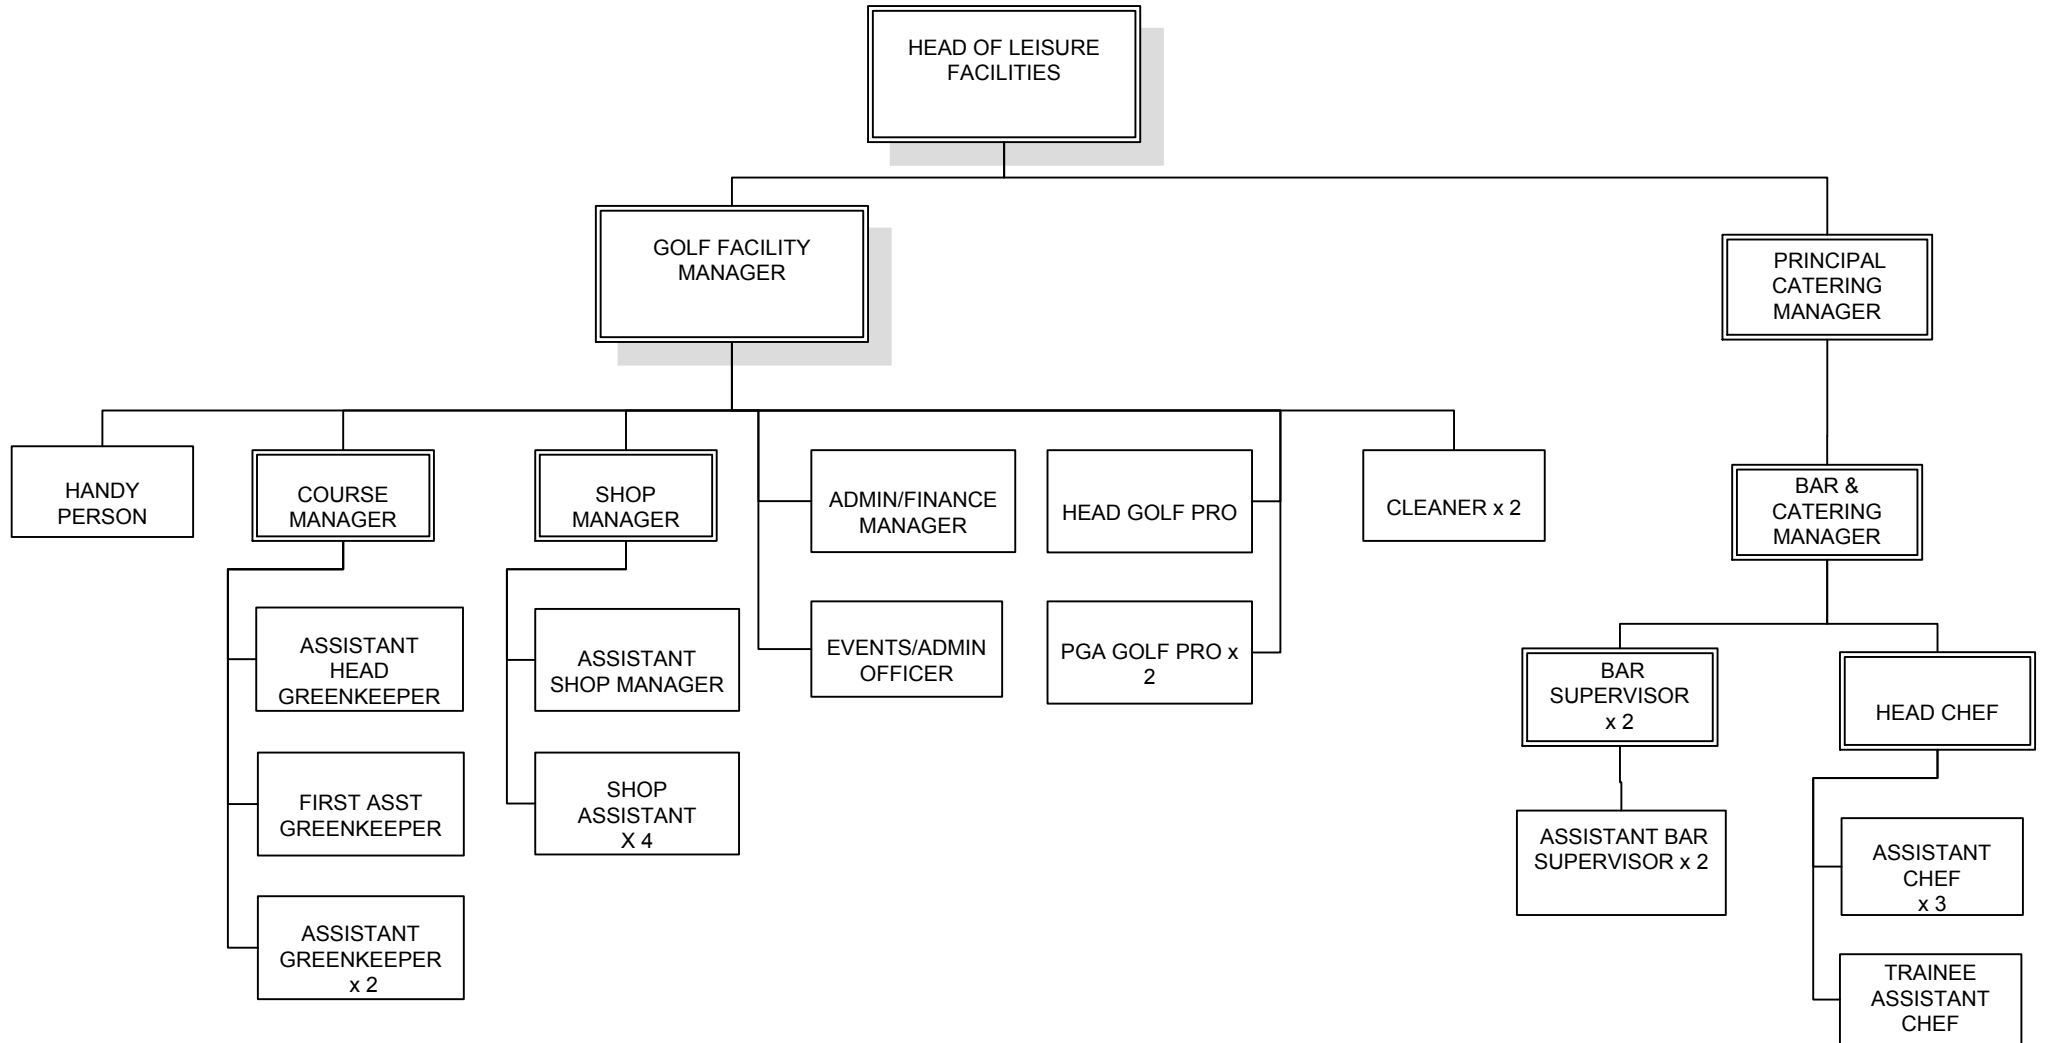 HEAD OF LEISURE
FACILITIES
GOLF FACILITY
MANAGER
PRINCIPAL
CATERING
MANAGER
HANDY
PERSON
COURSE
MANAGER
SHOP
MANAGER
ADMIN/FINANCE
MANAGER
HEAD GOLF PRO
CLEANER x 2
BAR &
CATERING
MANAGER
ASSISTANT
HEAD
GREENKEEPER
ASSISTANT
SHOP MANAGER
EVENTS/ADMIN
OFFICER
PGA GOLF PRO x
2
BAR
SUPERVISOR
x 2
HEAD CHEF
FIRST ASST
GREENKEEPER
SHOP
ASSISTANT
X 4
ASSISTANT BAR
SUPERVISOR x 2
ASSISTANT
CHEF
x 3
ASSISTANT
GREENKEEPER
x 2
TRAINEE
ASSISTANT
CHEF